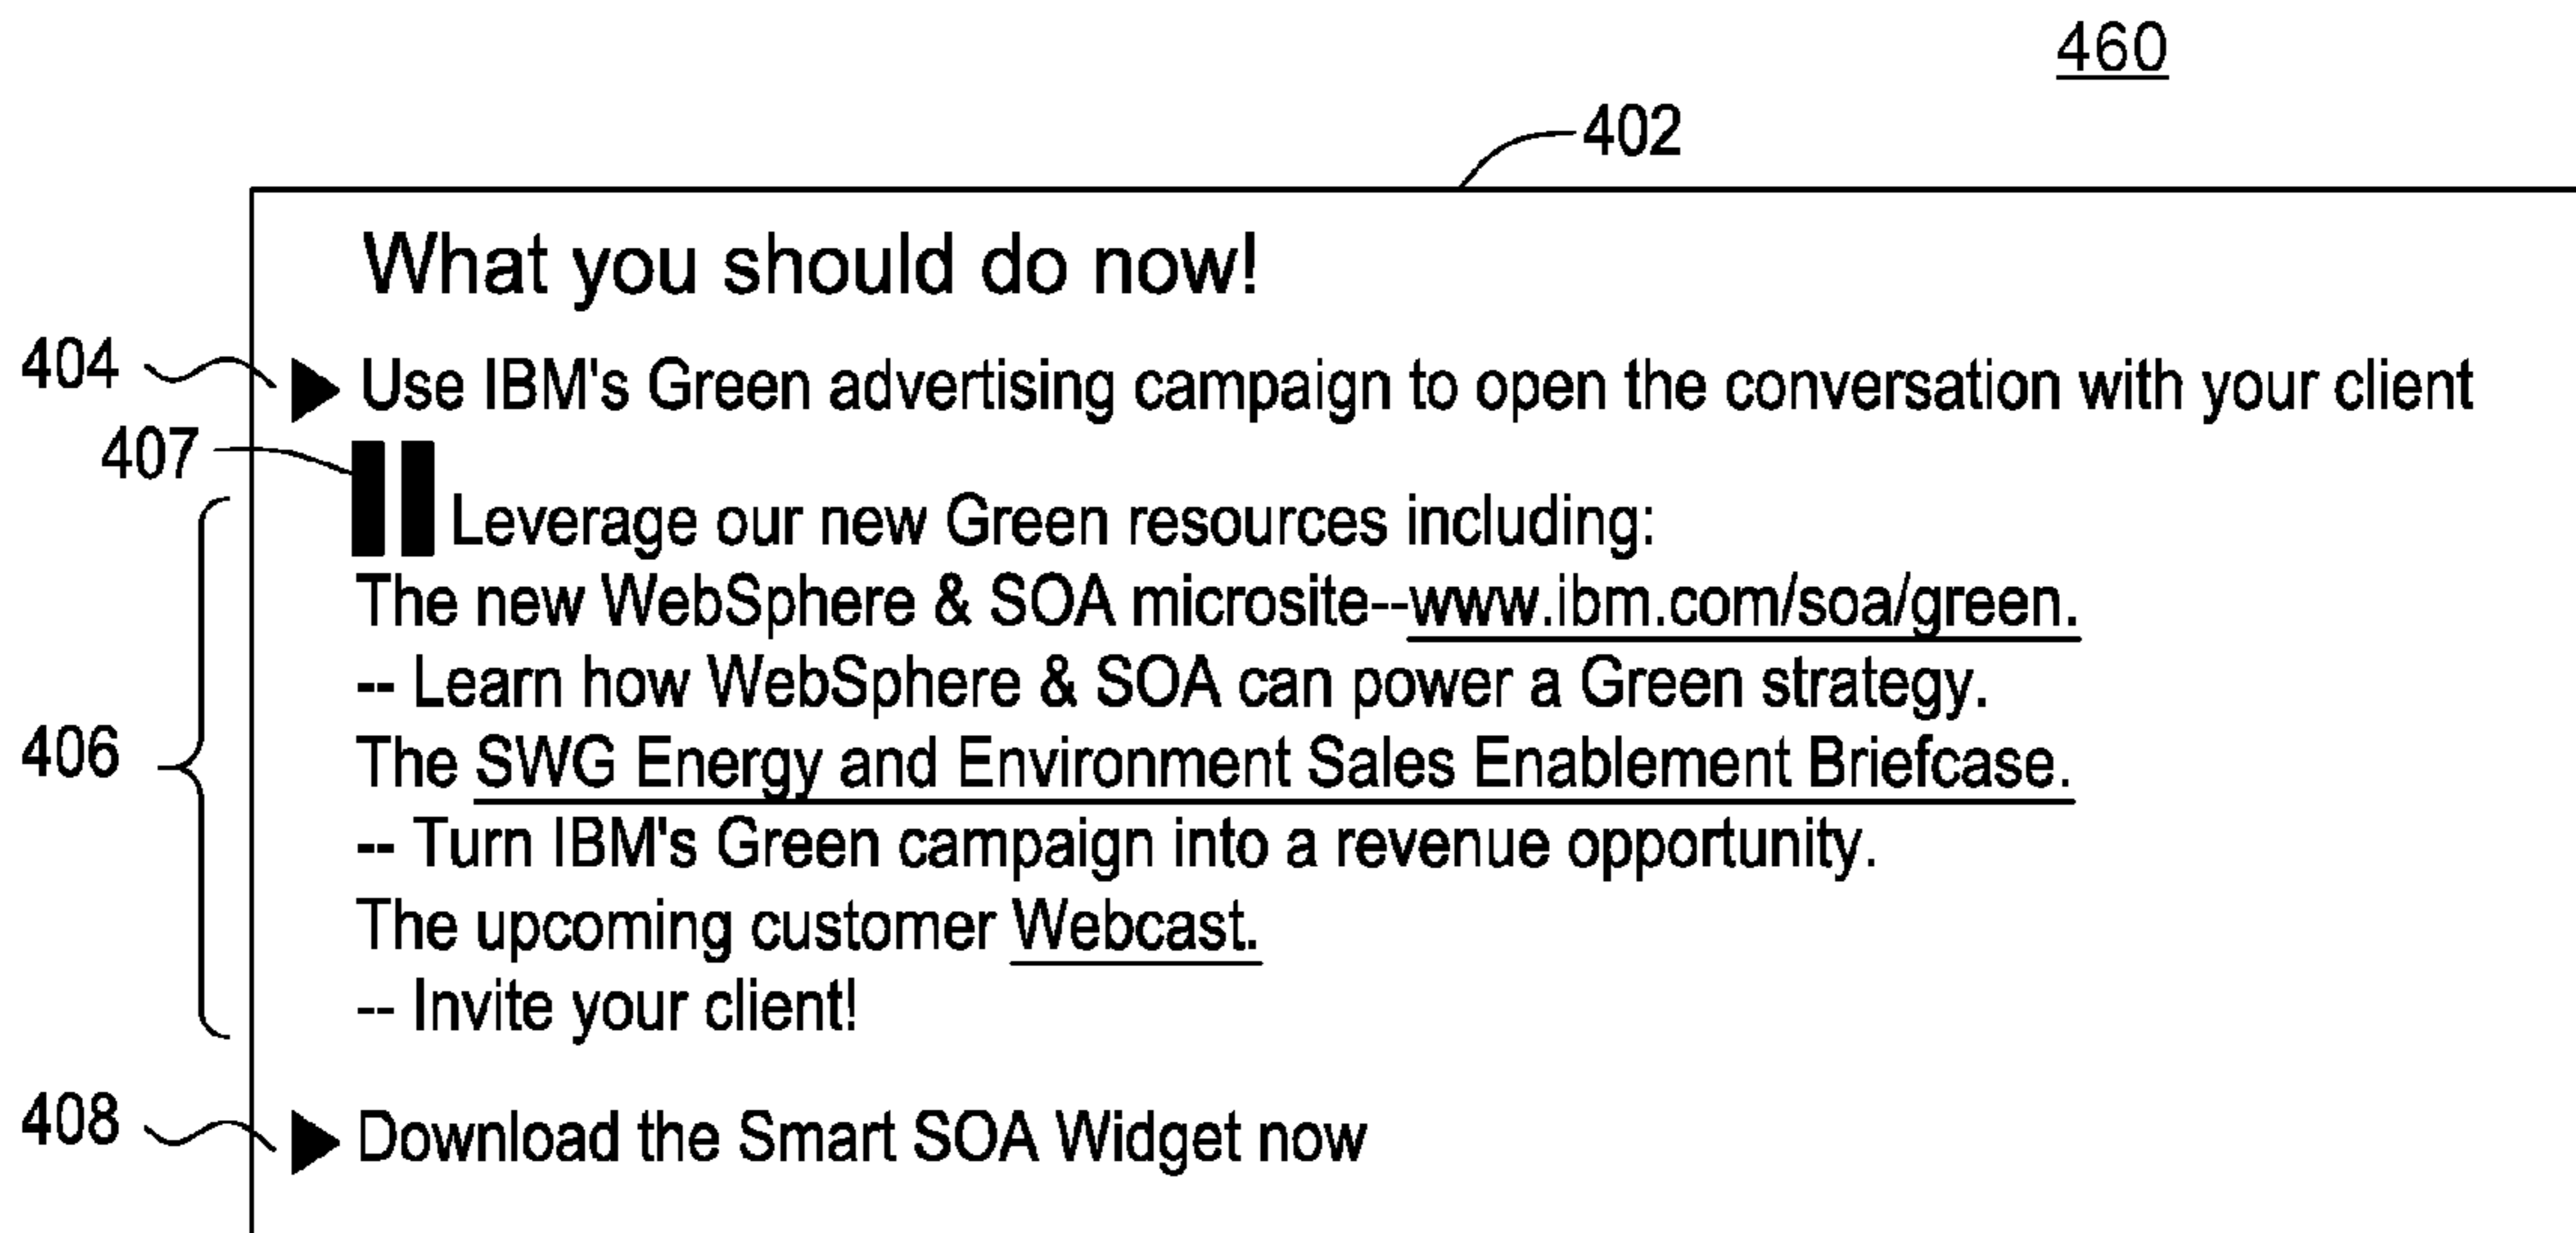 460
402
What you should do now!
404
Use IBM's Green advertising campaign to open the conversation with your client
407
Leverage our new Green resources including:
The new WebSphere & SOA microsite--www.ibm.com/soa/green.
-- Learn how WebSphere & SOA can power a Green strategy.
406
The SWG Energy and Environment Sales Enablement Briefcase.
-- Turn IBM's Green campaign into a revenue opportunity.
The upcoming customer Webcast.
-- Invite your client!
408
Download the Smart SOA Widget now